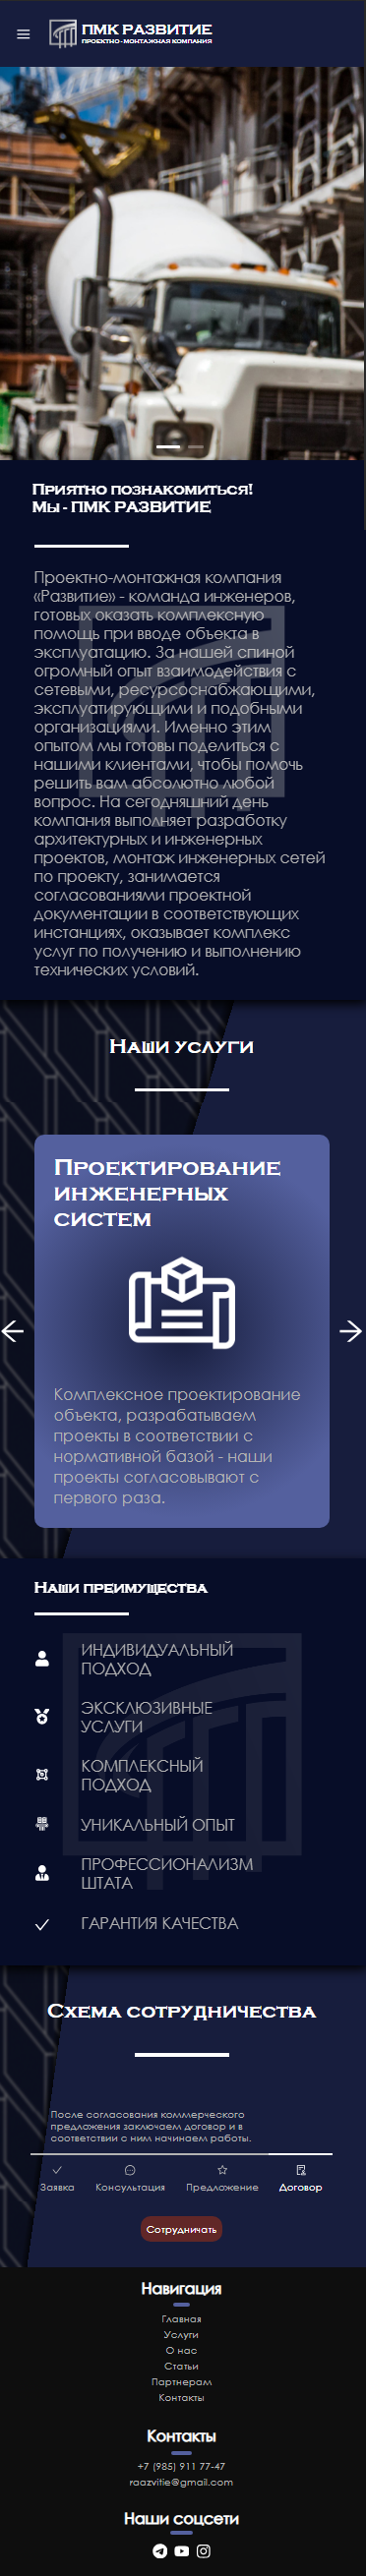 ПМК РАЗВИТИЕ
ПРОЕКТНО-МОНТАЖНАЯ КОМПАНИЯ
Приятно познакомиться!
Мы - ПМК РАЗВИТИЕ
Проектно-монтажная компания
«Развитие» - команда инженеров,
готовых оказать комплексную
помощь при вводе объекта в
эксплуатацию. За нашей спиной
огромный опыт взаимодействия с
сетевыми, ресурсоснабжающими,
эксплуатирующими и подобными
организациями. Именно этим
опытом мы готовы поделиться с
нашими клиентами, чтобы помочь
решить вам абсолютно любой
вопрос. На сегодняшний день
компания выполняет разработку
архитектурных и инженерных
проектов, монтаж инженерных сетей
по проекту, занимается
согласованиями проектной
документации в соответствующих
инстанциях, оказывает комплекс
услуг по получению и выполнению
технических условий.
Наши услуги
Проектирование
инженерных
систем
Комплексное проектирование
объекта, разрабатываем
проекты в соответствии с
нормативной базой - наши
проекты согласовывают с
первого раза.
Наши преимущества
ИНДИВИДУАЛЬНЫЙ
ПОДХОД
ЭКСКЛЮЗИВНЫЕ
УСЛУГИ
КОМПЛЕКСНЫЙ
ПОДХОД
УНИКАЛЬНЫЙ ОПЫТ
ПРОФЕССИОНАЛИЗМ
ШТАТА
ГАРАНТИЯ КАЧЕСТВА
Схема сотрудничества
После согласования коммерческого
предложения заключаем договор и в
соответствии с ним начинаем работы.
Заявка Консультация Предложение Договор
Сотрудничать
Навигация
Главная
Услуги
О нас
Статьи
Партнерам
Контакты
Контакты
+7 (985) 911 77-47
raazvitie@gmail.com
Наши соцсети